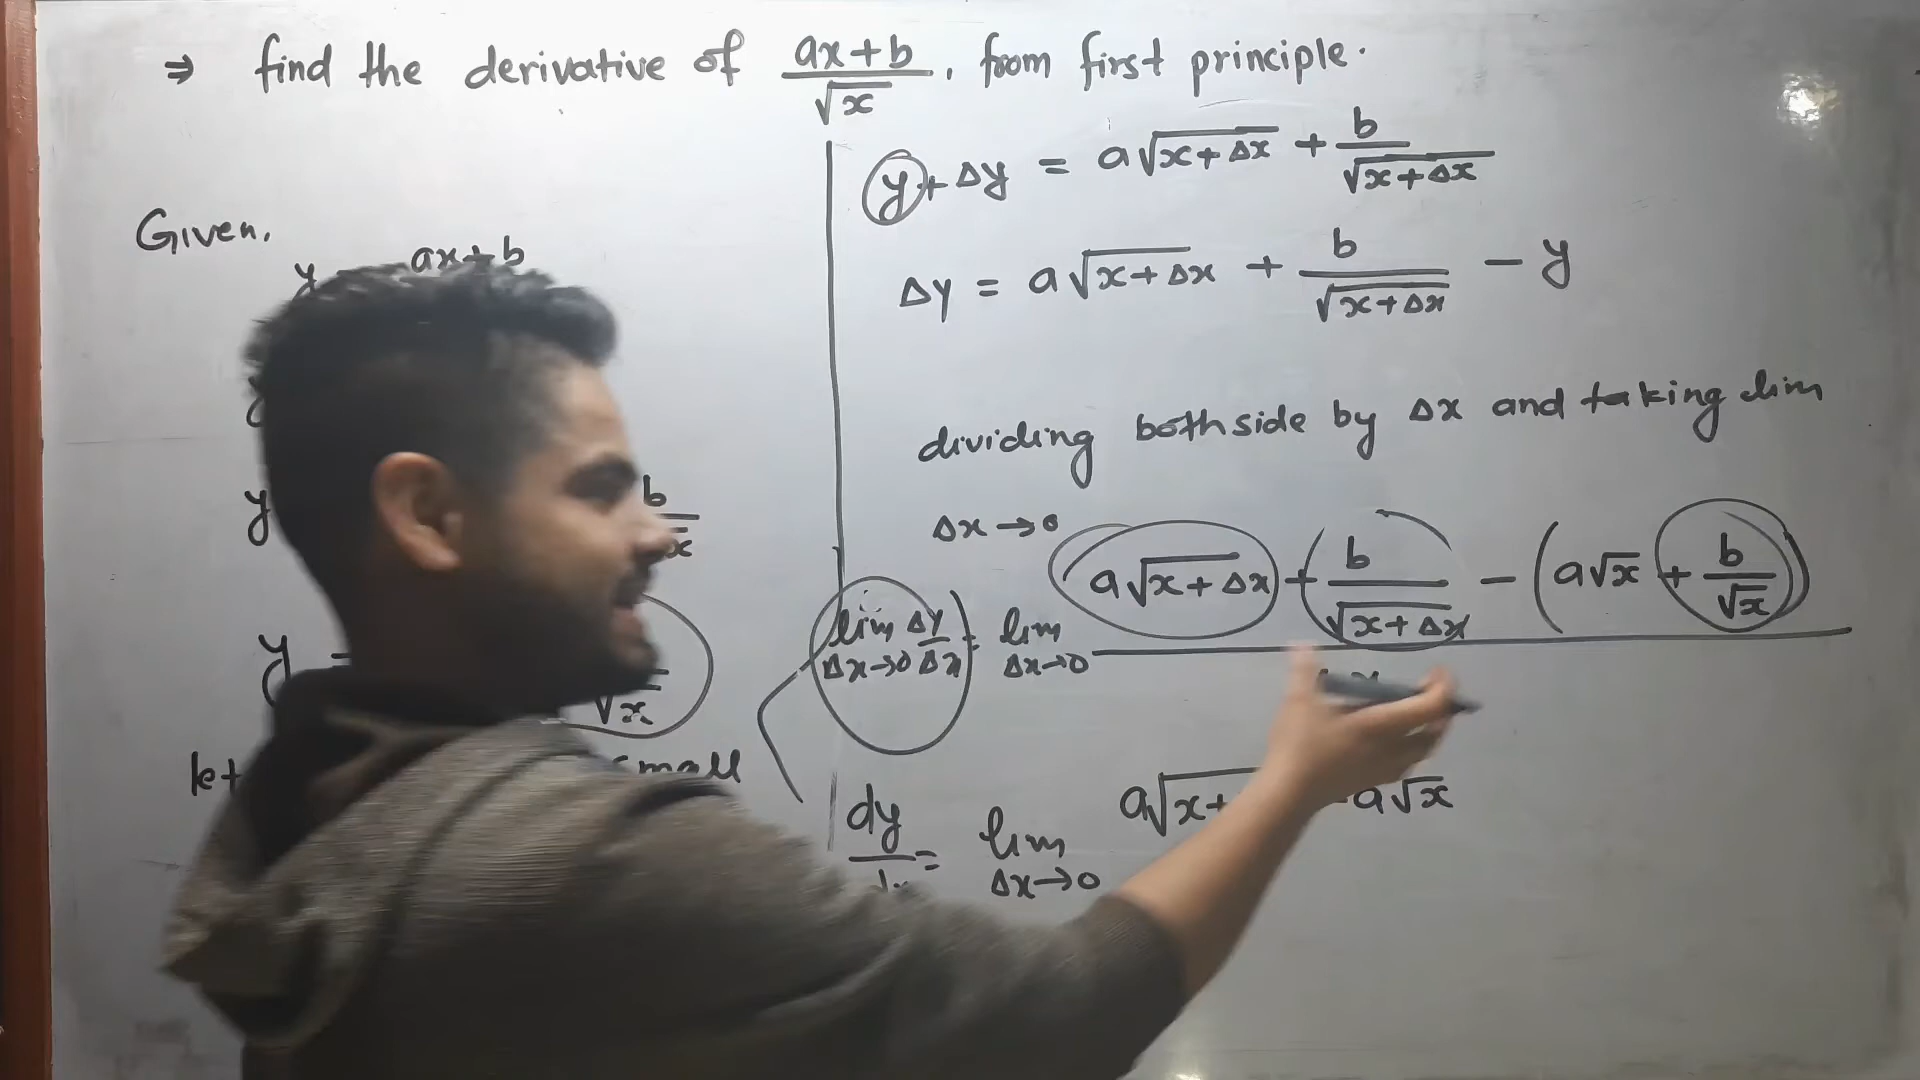 ⇒ find the derivative of (ax+b)/√x, from first principle.
Given,
y ax+b
y b
y √x
let small
y+Δy = a√(x+Δx) + b/√(x+Δx)
Δy = a√(x+Δx) + b/√(x+Δx) - y
dividing both side by Δx and taking lim
Δx→0
lim Δx→0 Δy/Δx = lim Δx→0 a√(x+Δx) + b/√(x+Δx) - (a√x + b/√x)
dy = lim Δx→0 a√x+ a√x